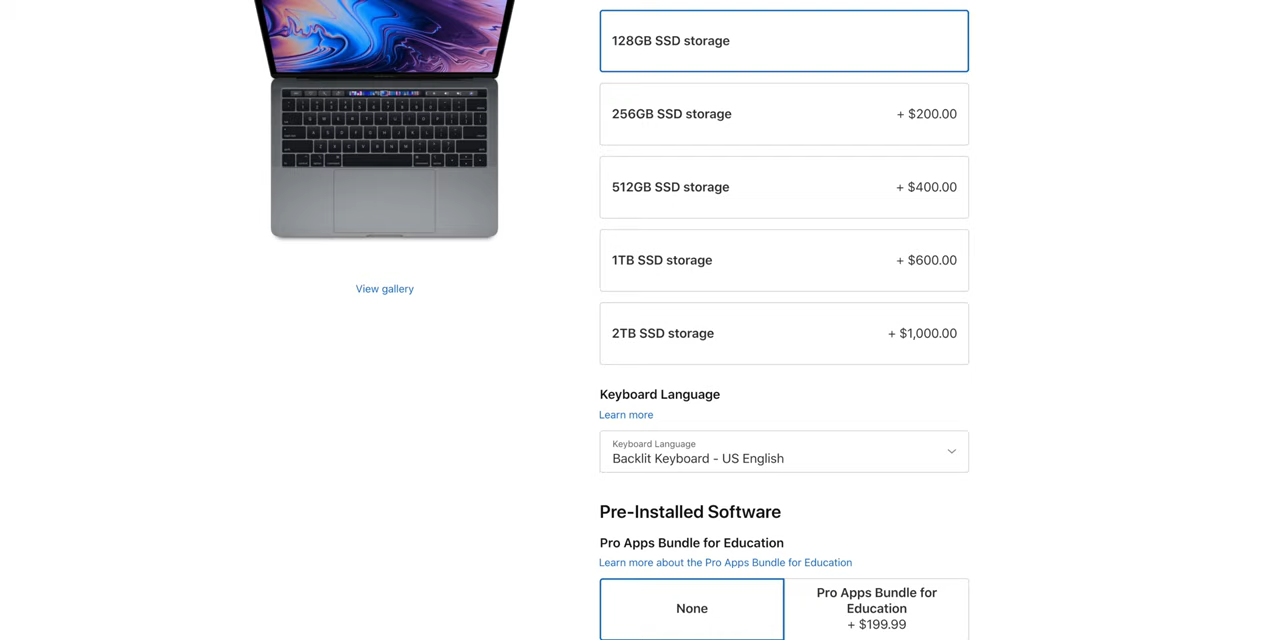 128GB SSD storage
256GB SSD storage + $200.00
512GB SSD storage + $400.00
1TB SSD storage + $600.00
2TB SSD storage + $1,000.00
View gallery
Keyboard Language
Learn more
Keyboard Language
Backlit Keyboard - US English
Pre-Installed Software
Pro Apps Bundle for Education
Learn more about the Pro Apps Bundle for Education
None
Pro Apps Bundle for
Education
+ $199.99